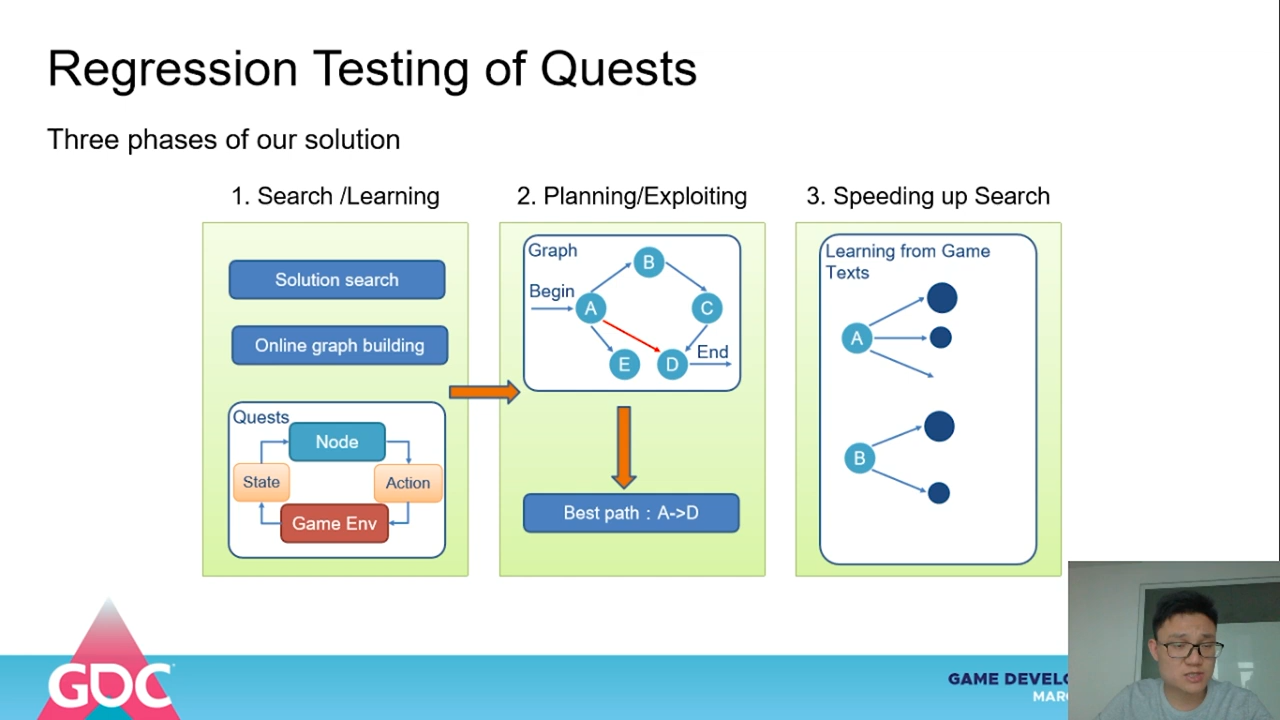 Regression Testing of Quests
Three phases of our solution
1. Search /Learning
Solution search
Online graph building
Quests
Node
State
Action
Game Env
2. Planning/Exploiting
Graph
Begin
B
A
C
E
D
End
Best path：A->D
3. Speeding up Search
Learning from Game
Texts
A
B
GDC
GAME DEVELO
MARC